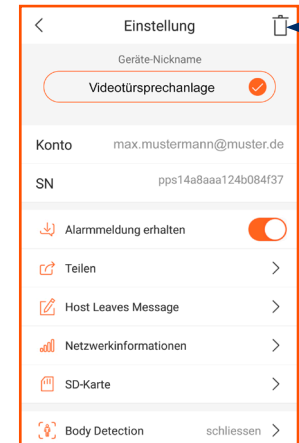 Einstellung
Geräte-Nickname
Videotürsprechanlage
Konto max.mustermann@muster.de
SN pps14a8aaa124b084f37
Alarmmeldung erhalten
Teilen
Host Leaves Message
Netzwerkinformationen
SD-Karte
Body Detection schliessen